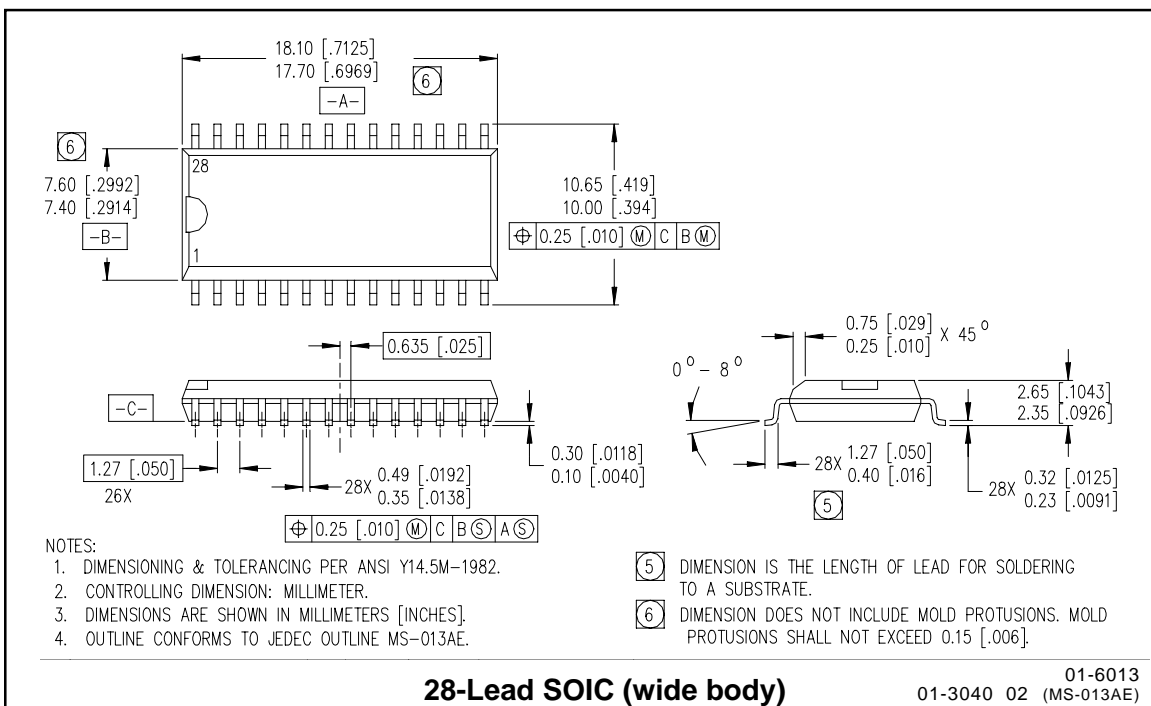 18.10 [.7125]
17.70 [.6969]
6
-A-
6
28
7.60 [.2992]
7.40 [.2914]
-B-
1
10.65 [.419]
10.00 [.394]
⌖ 0.25 [.010] Ⓜ C B Ⓜ
0.635 [.025]
-C-
1.27 [.050]
26X
28X 0.49 [.0192]
0.35 [.0138]
0.30 [.0118]
0.10 [.0040]
⌖ 0.25 [.010] Ⓜ C B Ⓢ A Ⓢ
0.75 [.029]
0.25 [.010] X 45°
0° - 8°
2.65 [.1043]
2.35 [.0926]
28X 1.27 [.050]
0.40 [.016]
5
28X 0.32 [.0125]
0.23 [.0091]
NOTES:
1. DIMENSIONING & TOLERANCING PER ANSI Y14.5M-1982.
2. CONTROLLING DIMENSION: MILLIMETER.
3. DIMENSIONS ARE SHOWN IN MILLIMETERS [INCHES].
4. OUTLINE CONFORMS TO JEDEC OUTLINE MS-013AE.
5 DIMENSION IS THE LENGTH OF LEAD FOR SOLDERING
TO A SUBSTRATE.
6 DIMENSION DOES NOT INCLUDE MOLD PROTUSIONS. MOLD
PROTUSIONS SHALL NOT EXCEED 0.15 [.006].
28-Lead SOIC (wide body)
01-6013
01-3040 02 (MS-013AE)